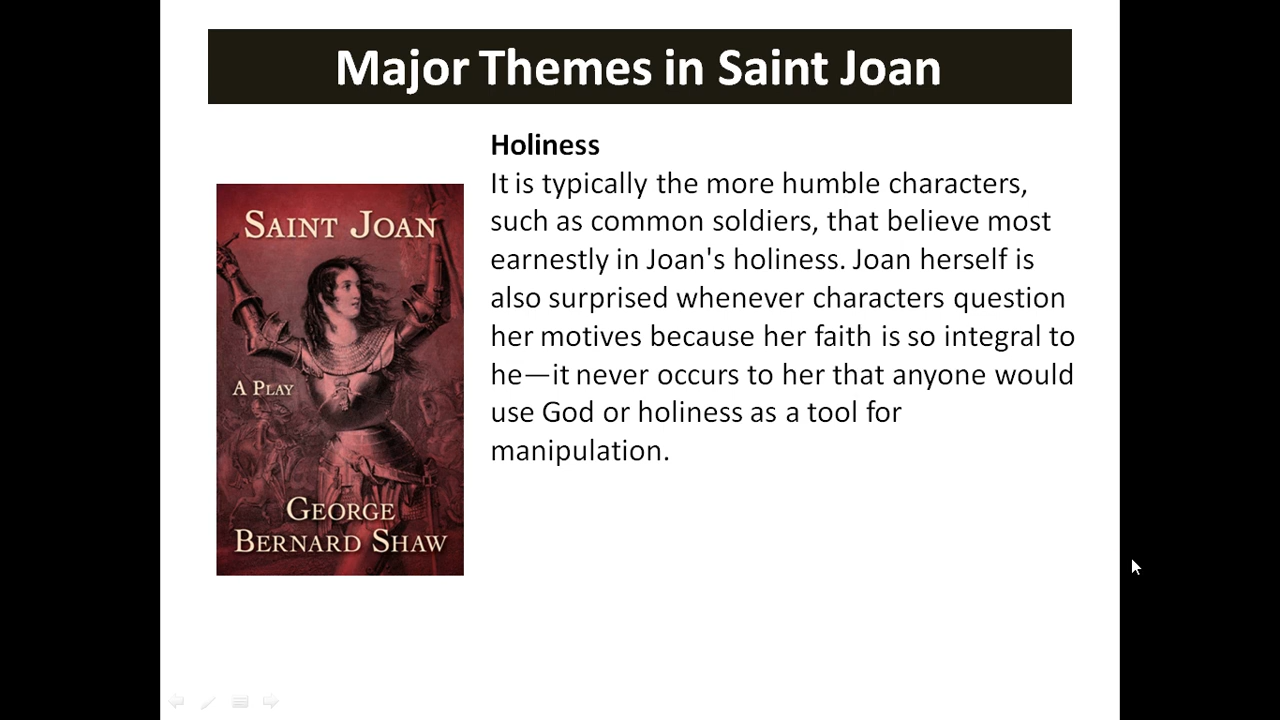 Major Themes in Saint Joan
Holiness
It is typically the more humble characters,
such as common soldiers, that believe most
earnestly in Joan's holiness. Joan herself is
also surprised whenever characters question
her motives because her faith is so integral to
he—it never occurs to her that anyone would
use God or holiness as a tool for
manipulation.
SAINT JOAN
A PLAY
GEORGE
BERNARD SHAW